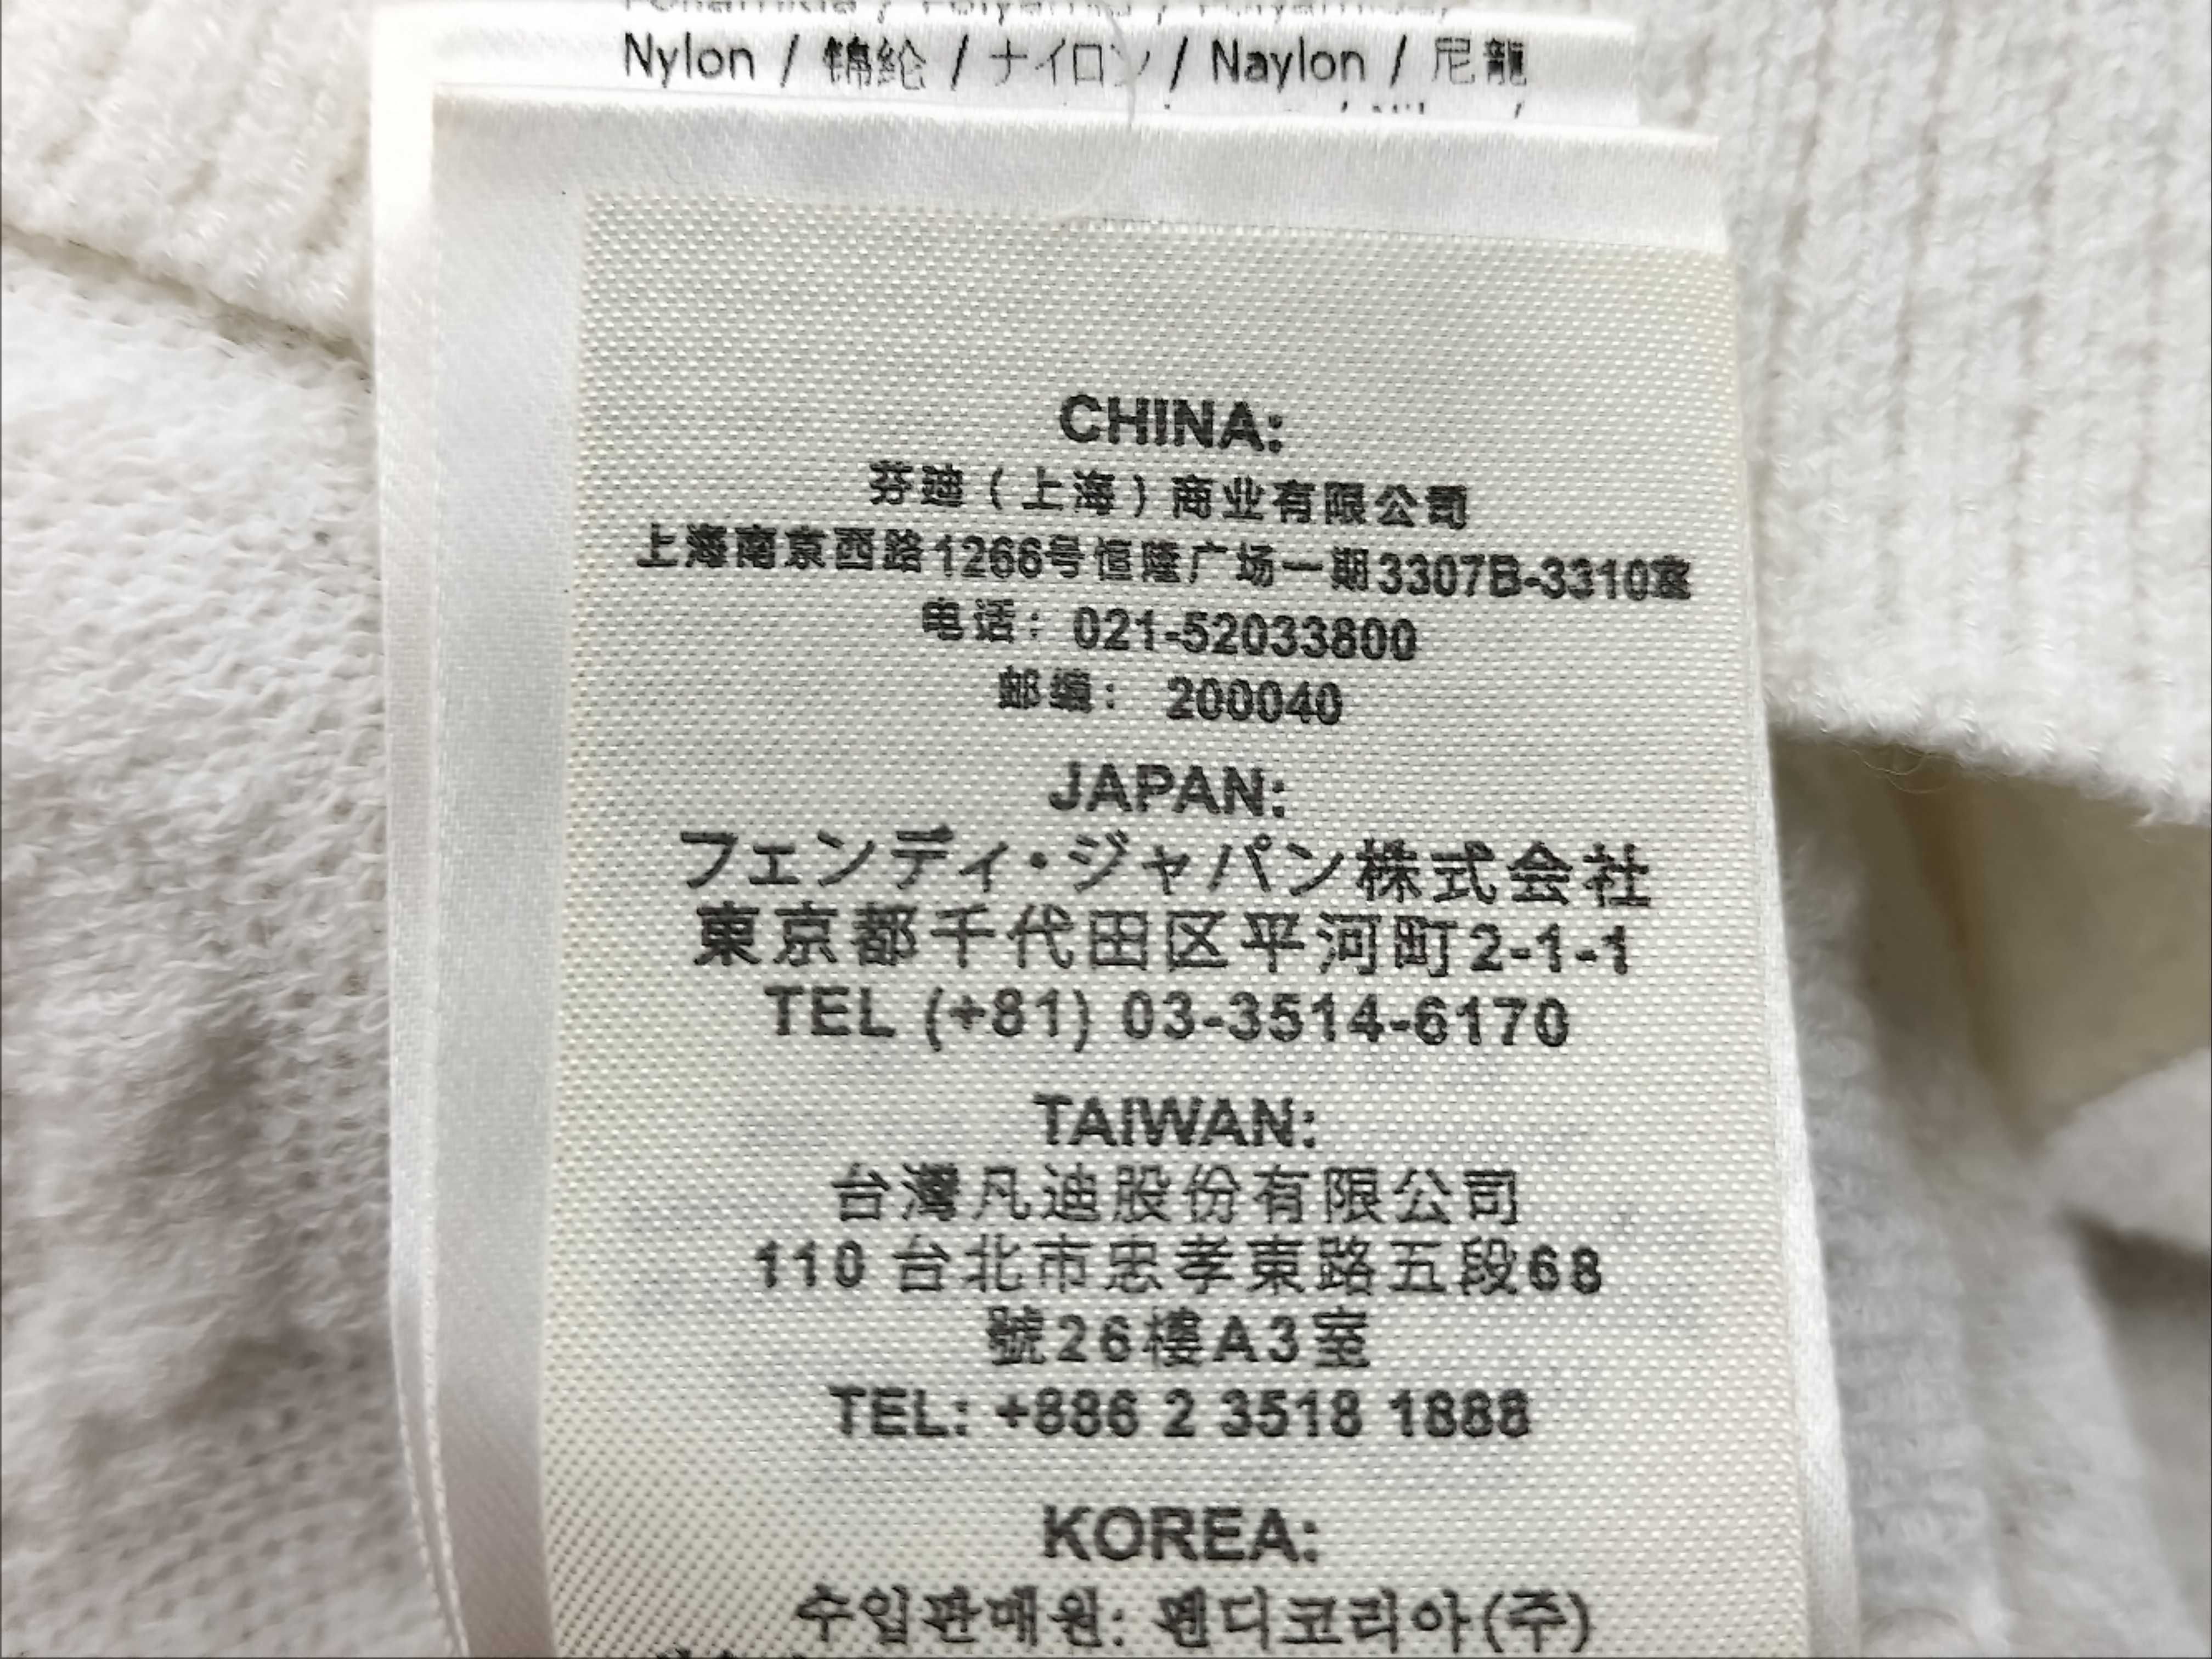 Nylon / 锦纶 / ナイロン / Naylon / 尼龍
CHINA:
芬迪（上海）商业有限公司
上海南京西路1266号恒隆广场一期3307B-3310室
电话：021-52033800
邮编： 200040
JAPAN:
フェンディ・ジャパン株式会社
東京都千代田区平河町2-1-1
TEL (+81) 03-3514-6170
TAIWAN:
台灣凡迪股份有限公司
110 台北市忠孝東路五段68
號26樓A3室
TEL: +886 2 3518 1888
KOREA:
수입판매원: 펜디코리아(주)